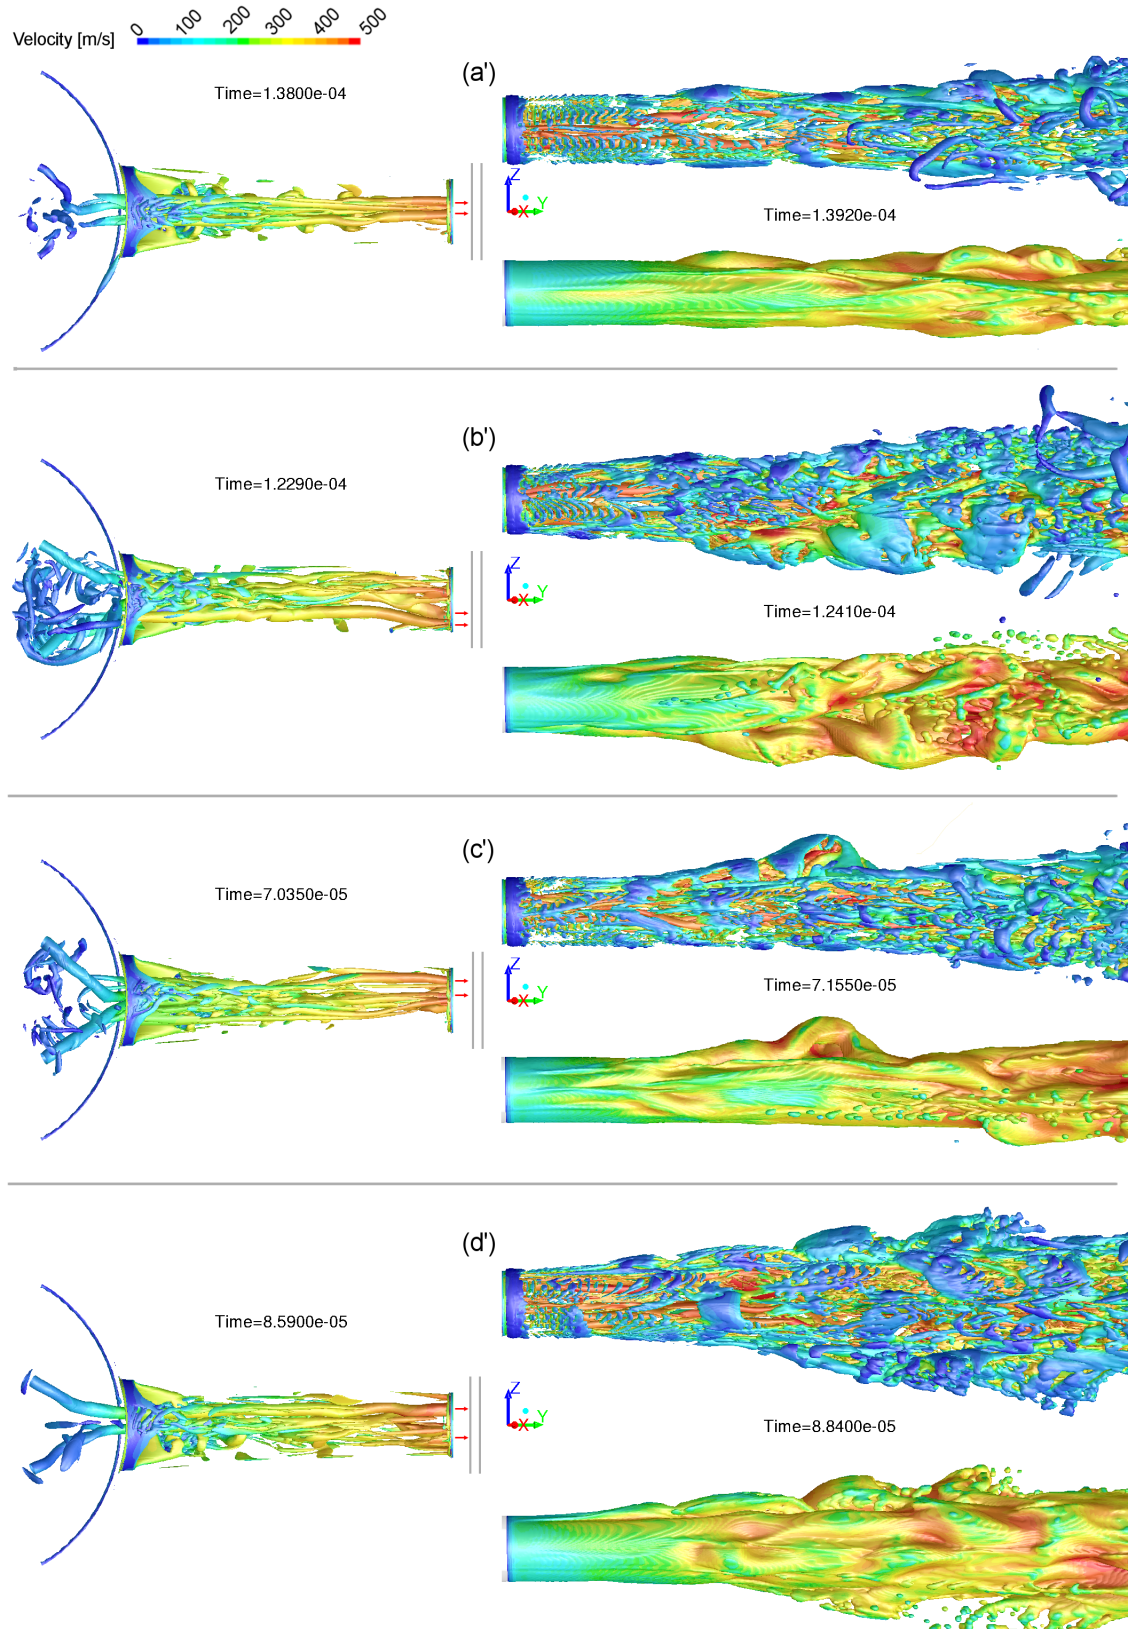 0 100 200 300 400 500
Velocity [m/s]
(a')
Time=1.3800e-04
Z
X Y
Time=1.3920e-04
(b')
Time=1.2290e-04
Z
X Y
Time=1.2410e-04
(c')
Time=7.0350e-05
Z
X Y
Time=7.1550e-05
(d')
Time=8.5900e-05
Z
X Y
Time=8.8400e-05